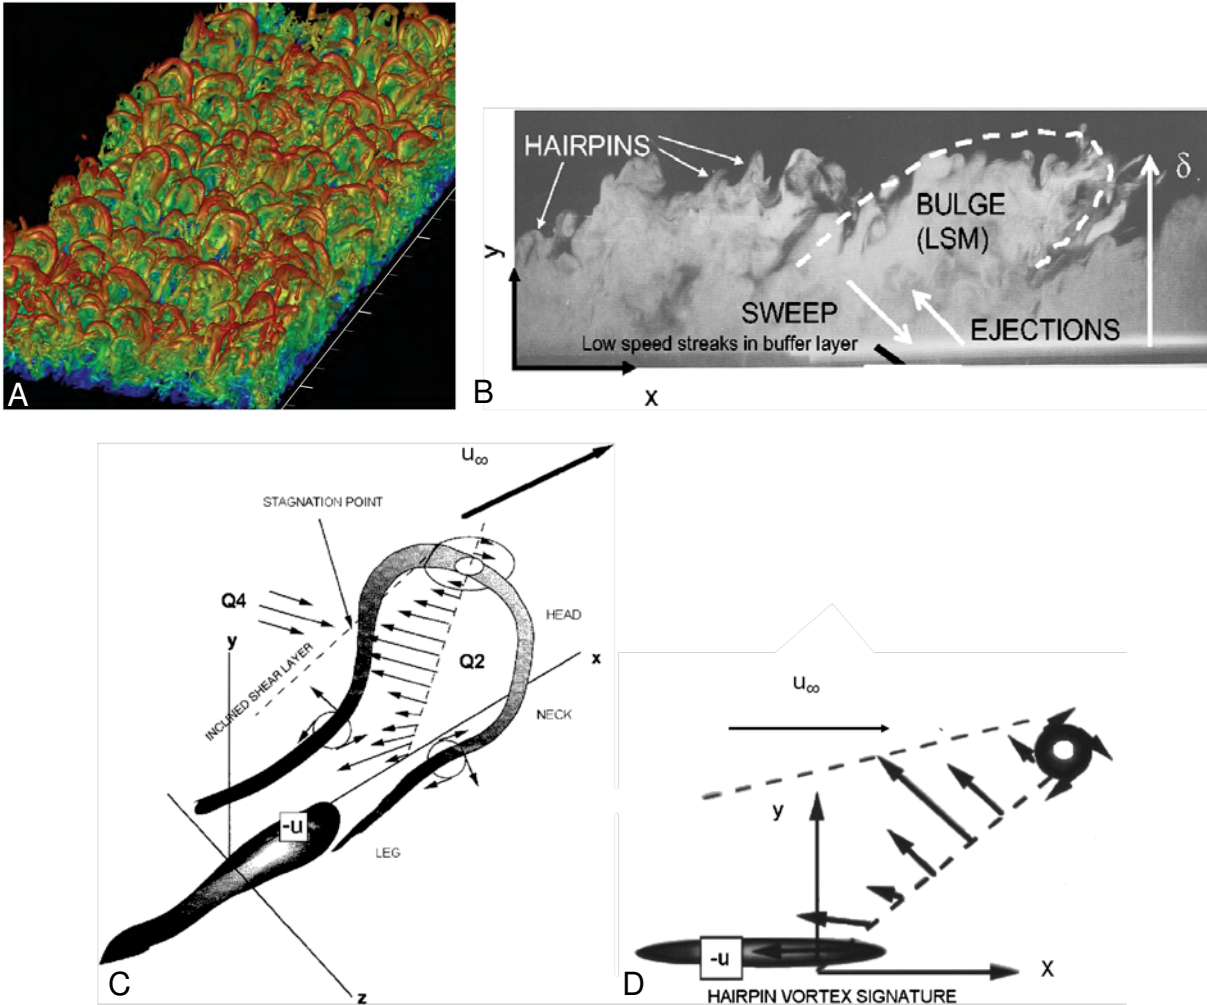 A
HAIRPINS
BULGE
(LSM)
δ
y
SWEEP
EJECTIONS
Low speed streaks in buffer layer
B
x
u∞
STAGNATION POINT
Q4
HEAD
y
INCLINED SHEAR LAYER
Q2
x
NECK
-u
LEG
C
z
u∞
y
-u
x
D
HAIRPIN VORTEX SIGNATURE